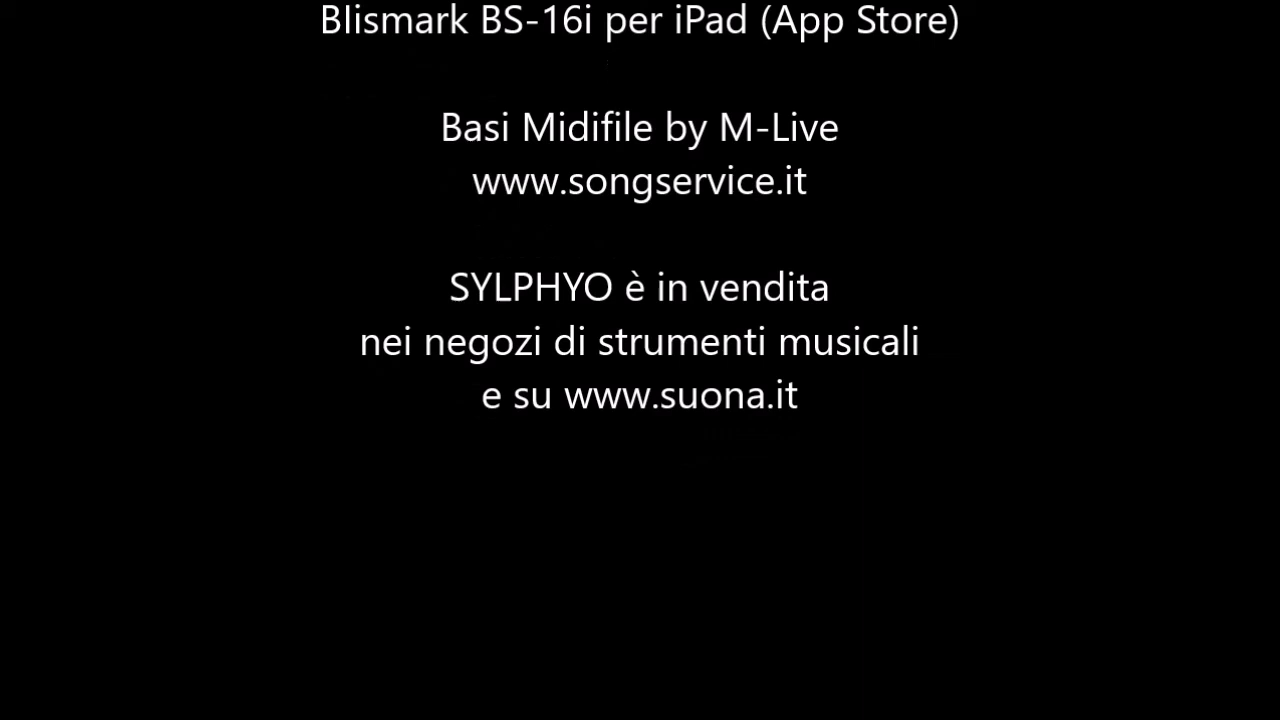 Blismark BS-16i per iPad (App Store)
Basi Midifile by M-Live
www.songservice.it
SYLPHYO è in vendita
nei negozi di strumenti musicali
e su www.suona.it